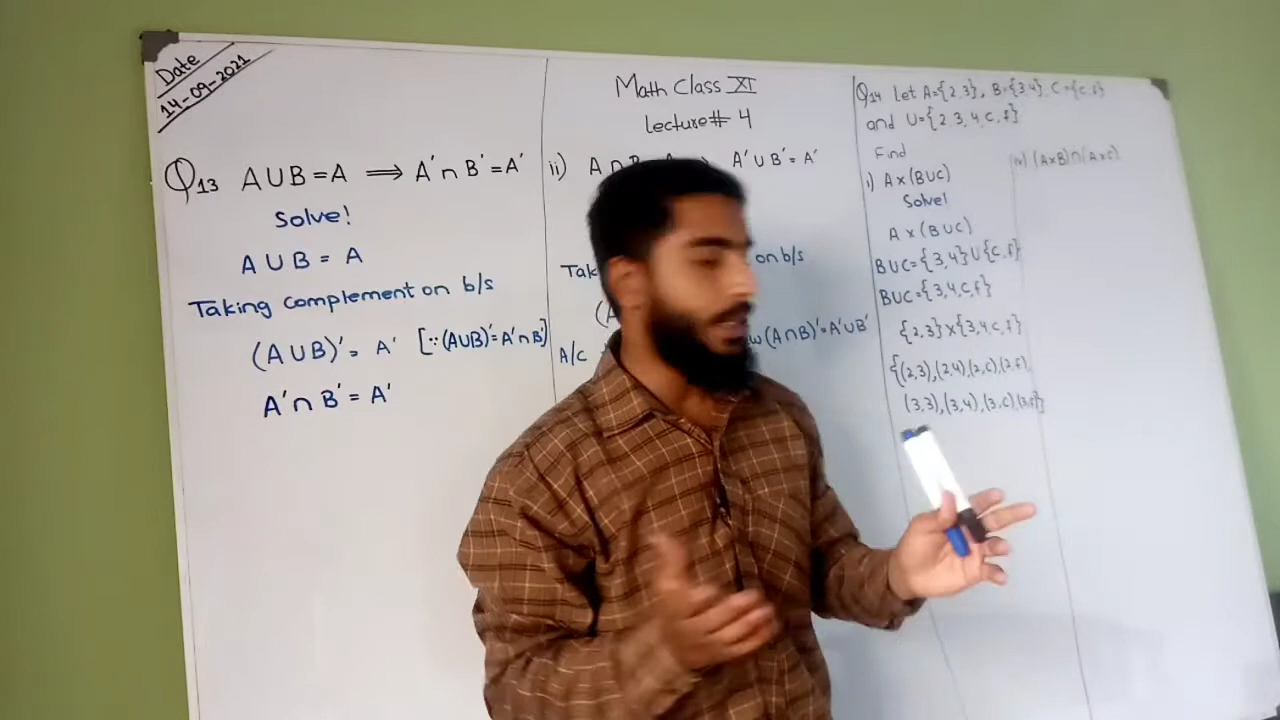 Date
14-09-2021
Q13 A∪B=A ⟹ A'∩B'=A'
Solve!
A∪B = A
Taking complement on b/s
(A∪B)' = A' [∵(A∪B)'=A'∩B']
A'∩B' = A'
Math Class XI
Lecture# 4
ii) A∩B A'∪B'=A'
on b/s
A/c (A∩B)'=A'∪B'
Q14 Let A={2,3}, B={3,4}, C={c,f}
and U={2,3,4,c,f}
Find
i) A×(B∪C)
Solve!
A×(B∪C)
B∪C={3,4}∪{c,f}
B∪C={3,4,c,f}
{2,3}×{3,4,c,f}
{(2,3),(2,4),(2,c),(2,f),
(3,3),(3,4),(3,c),(3,f)}
iv) (A×B)∩(A×C)